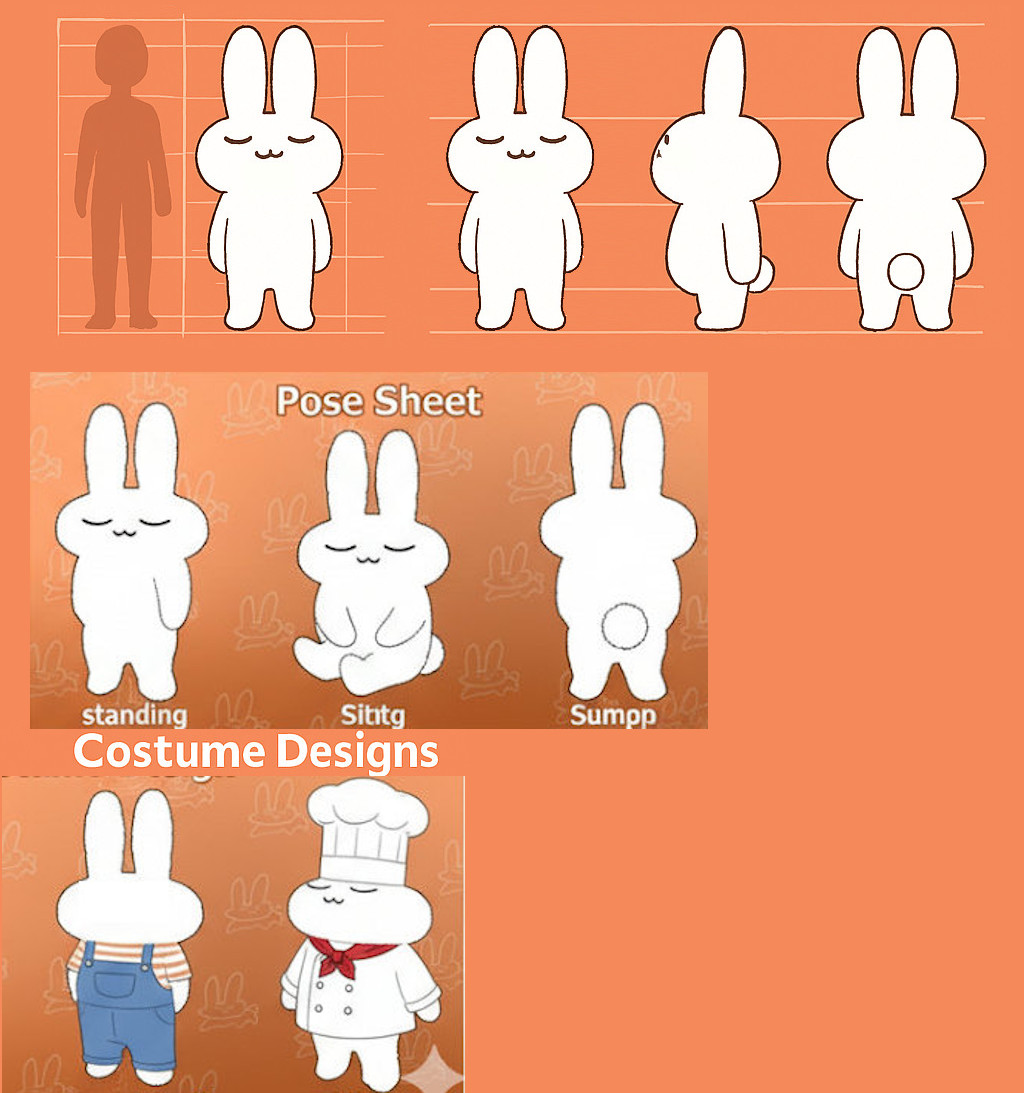 Pose Sheet
standing
Sititg
Sumpp
Costume Designs